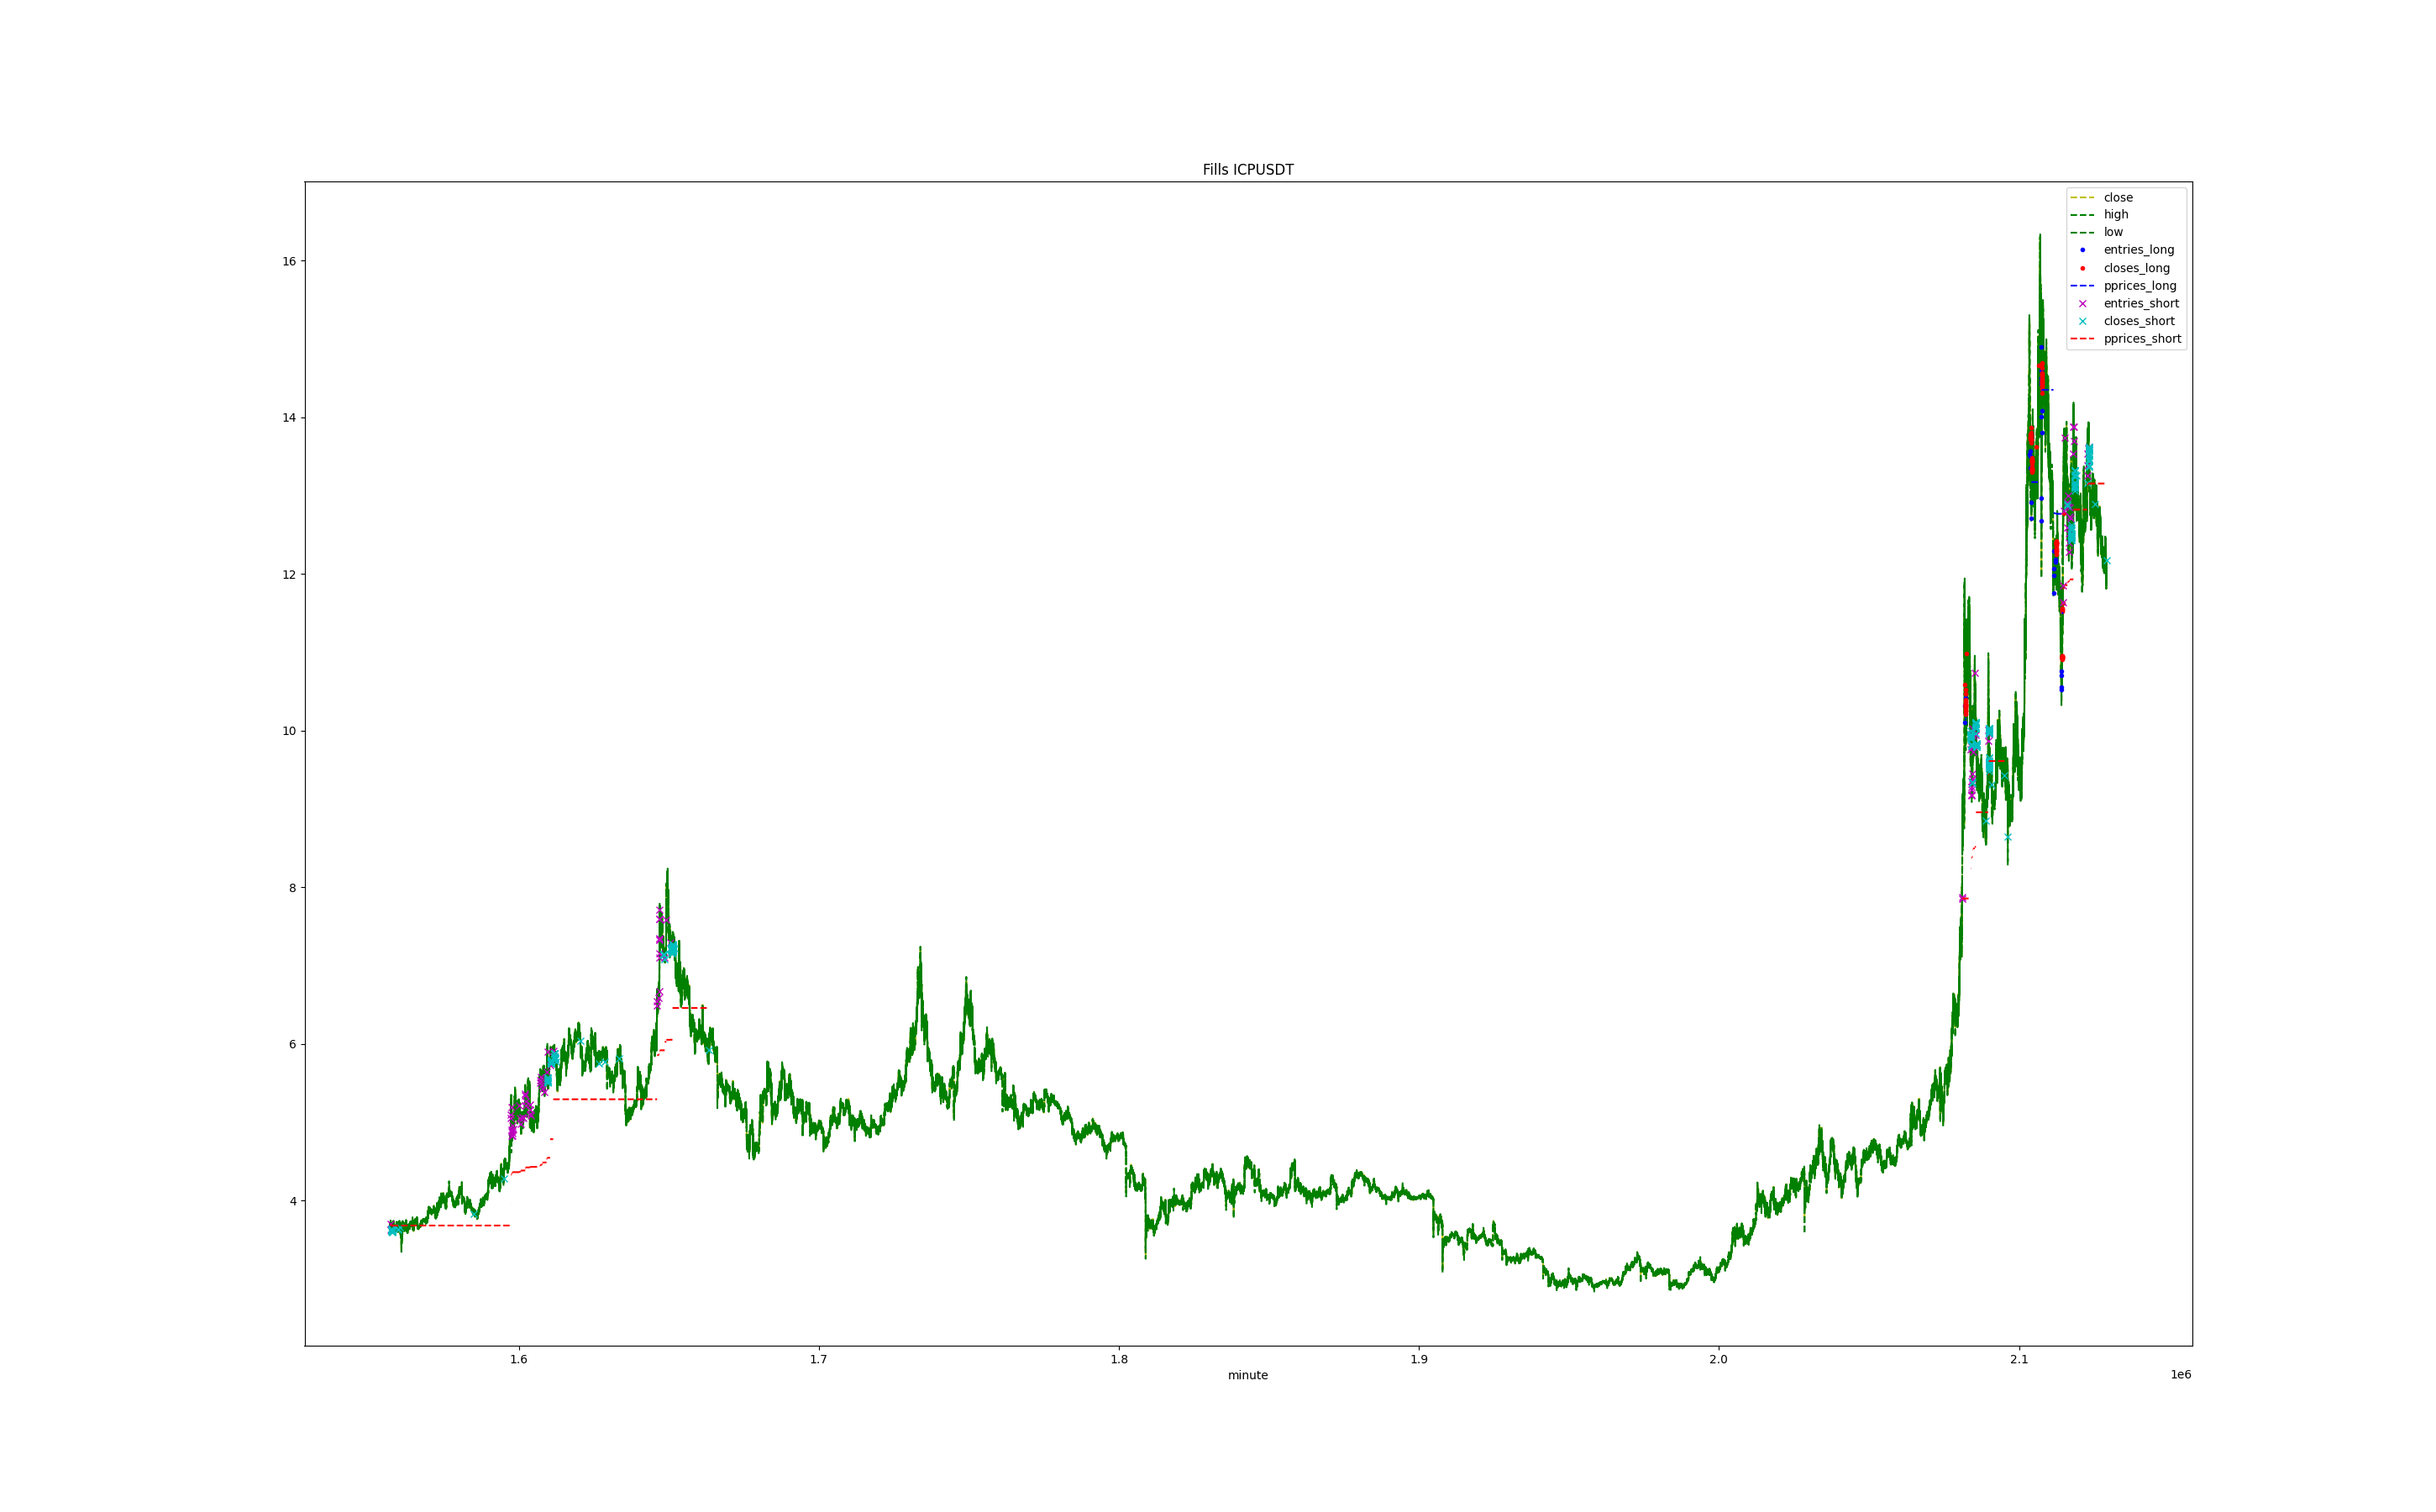 Fills ICPUSDT
close
high
low
entries_long
closes_long
pprices_long
entries_short
closes_short
pprices_short
16
14
12
10
8
6
4
1.6 1.7 1.8 1.9 2.0 2.1
minute
1e6